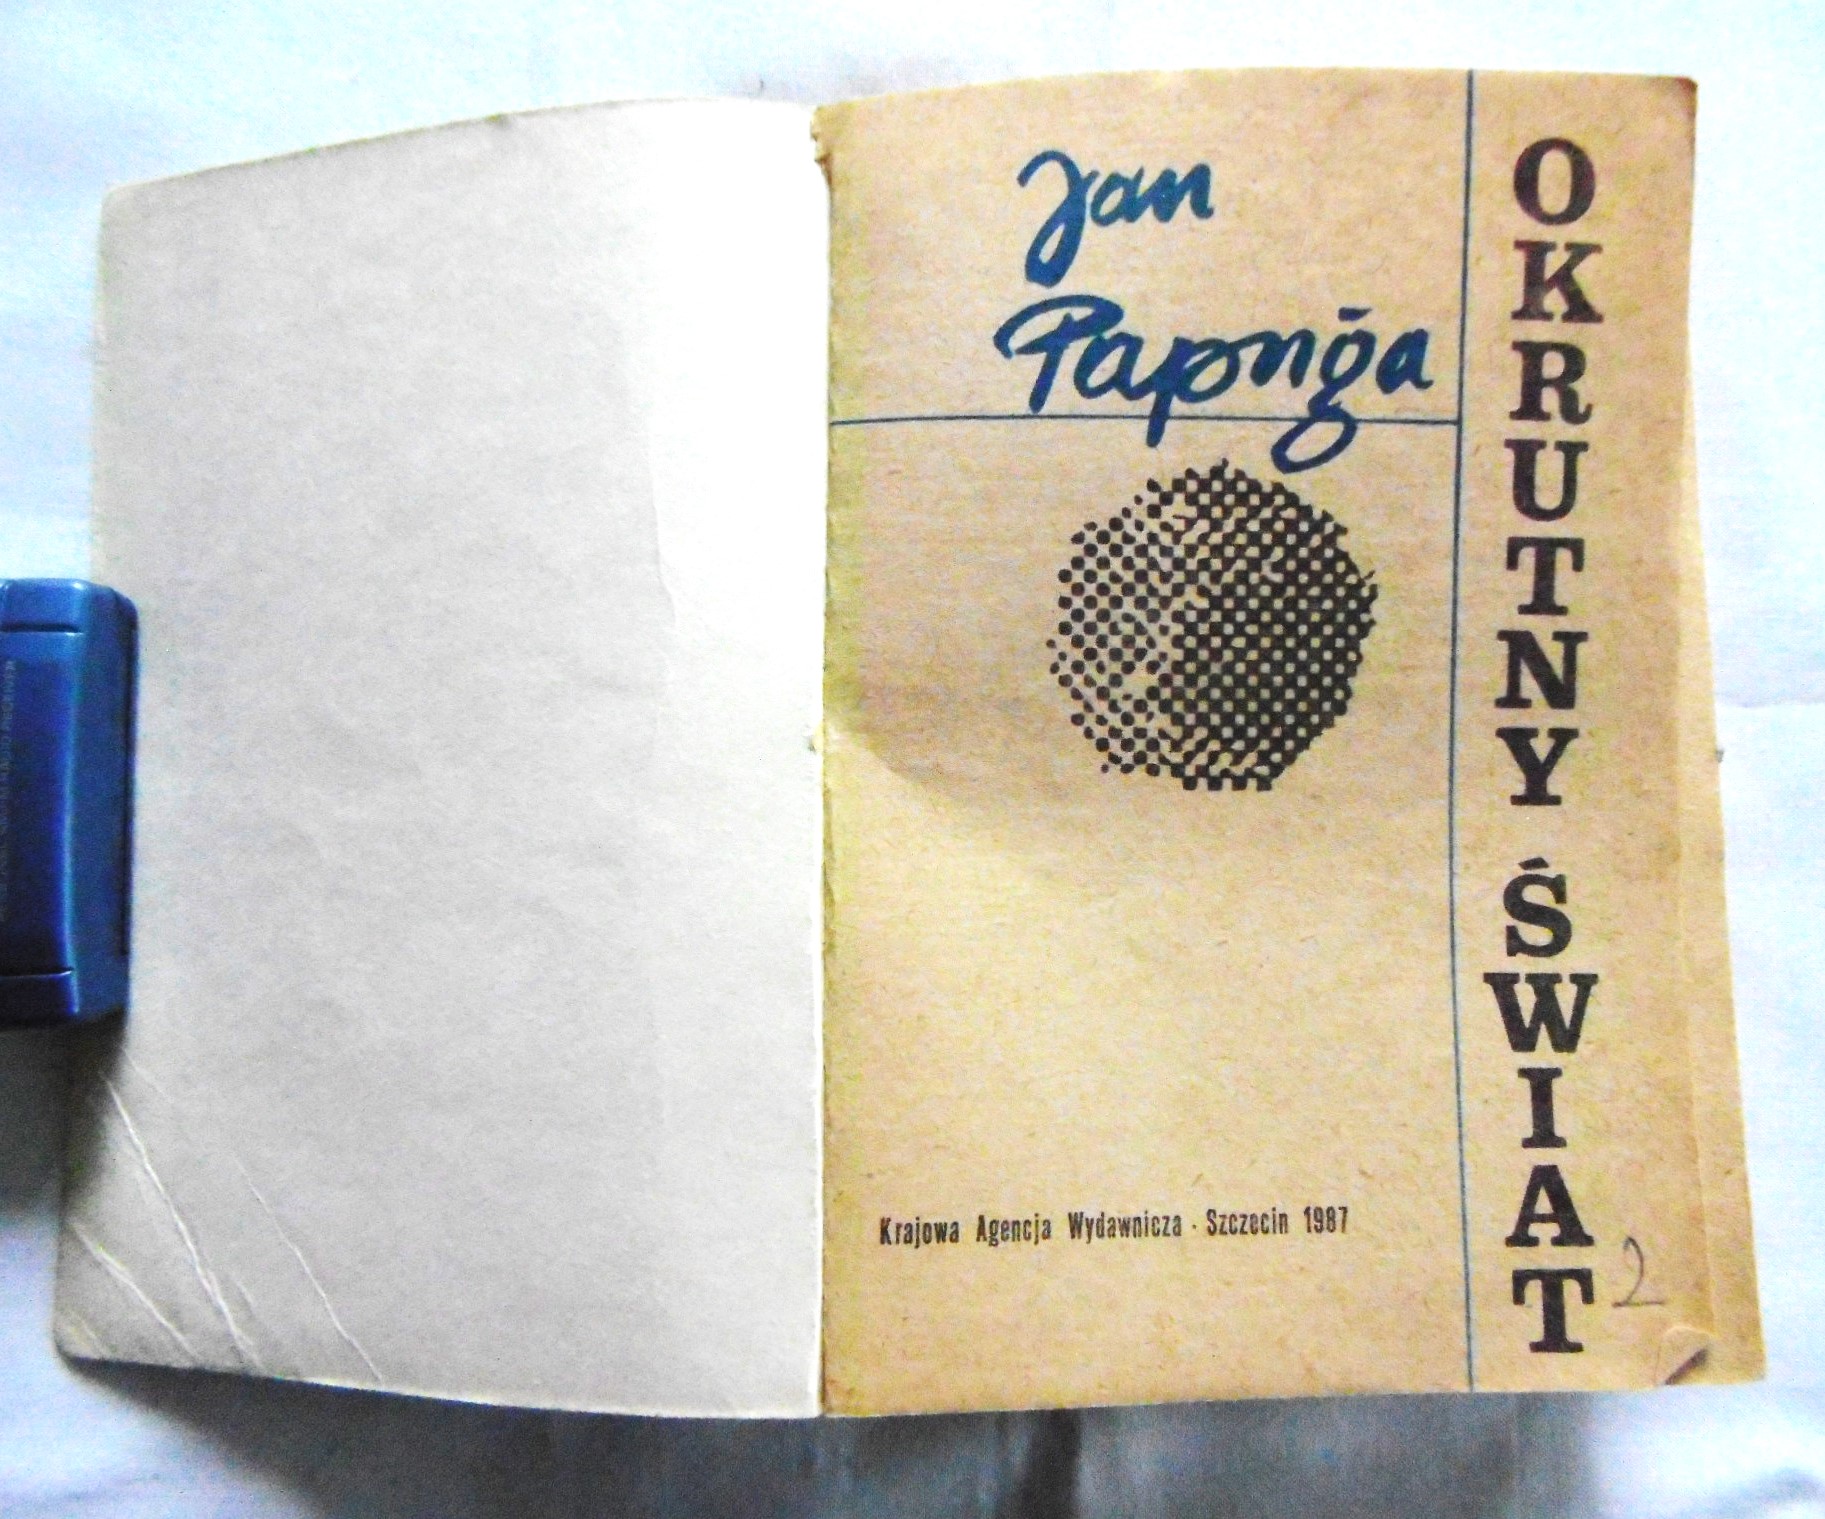 Jan
Papuga
OKRUTNY ŚWIAT
Krajowa Agencja Wydawnicza · Szczecin 1987
2